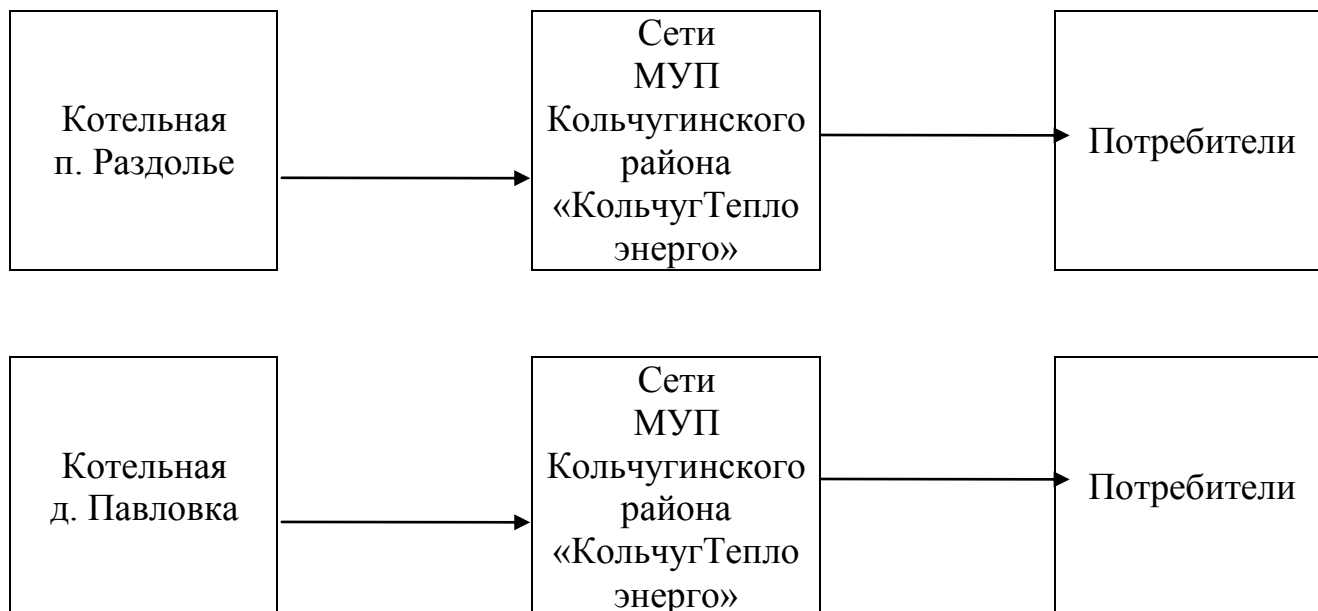 Котельная
п. Раздолье
Сети
МУП
Кольчугинского
района
«КольчугТепло
энерго»
Потребители
Котельная
д. Павловка
Сети
МУП
Кольчугинского
района
«КольчугТепло
энерго»
Потребители